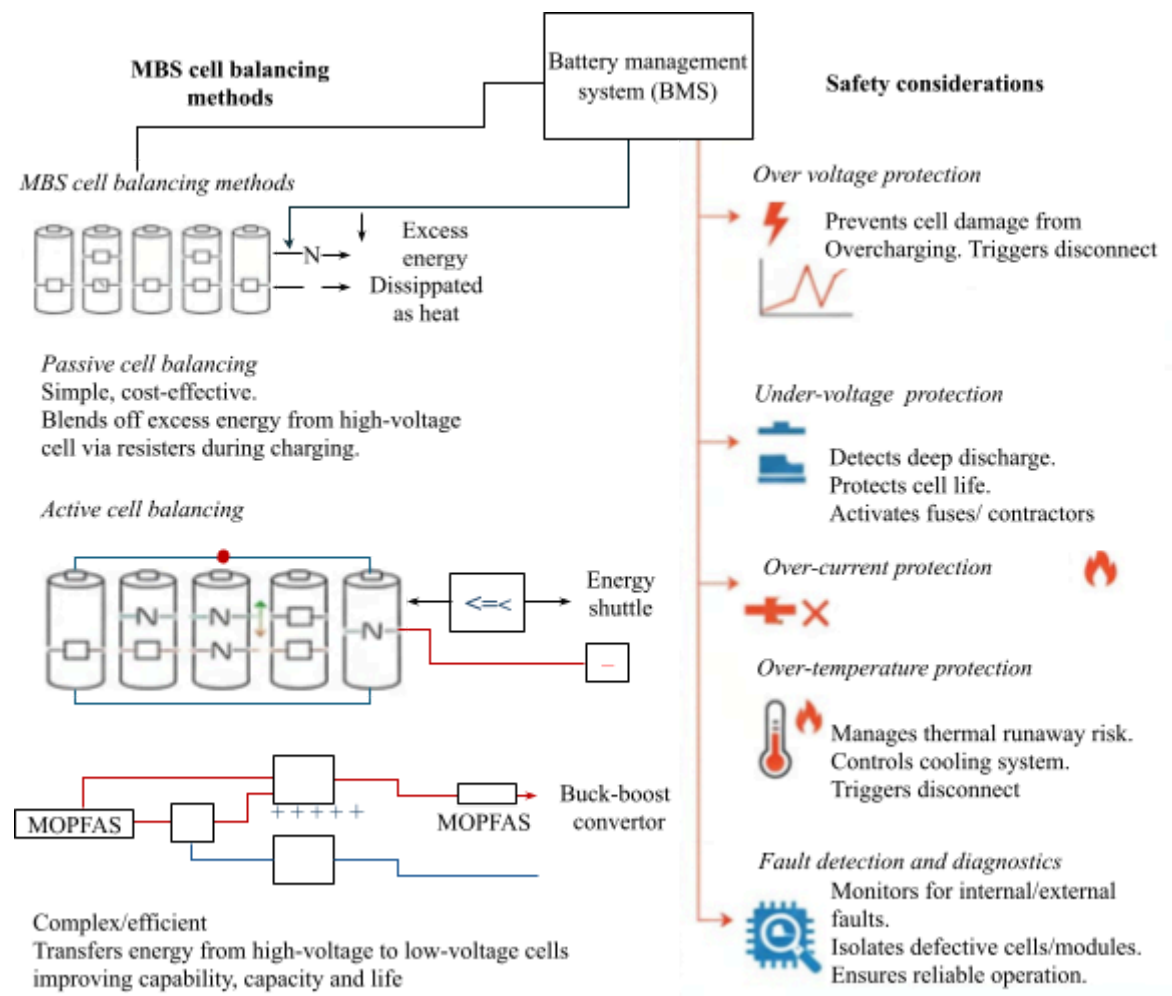 MBS cell balancing
methods
Battery management
system (BMS)
Safety considerations
MBS cell balancing methods
N
Excess
energy
Dissippated
as heat
Passive cell balancing
Simple, cost-effective.
Blends off excess energy from high-voltage
cell via resisters during charging.
Active cell balancing
N
N
N
N
<=<
Energy
shuttle
–
MOPFAS
+ + + + +
MOPFAS
Buck-boost
convertor
Complex/efficient
Transfers energy from high-voltage to low-voltage cells
improving capability, capacity and life
Over voltage protection
Prevents cell damage from
Overcharging. Triggers disconnect
Under-voltage protection
Detects deep discharge.
Protects cell life.
Activates fuses/ contractors
Over-current protection
Over-temperature protection
Manages thermal runaway risk.
Controls cooling system.
Triggers disconnect
Fault detection and diagnostics
Monitors for internal/external
faults.
Isolates defective cells/modules.
Ensures reliable operation.